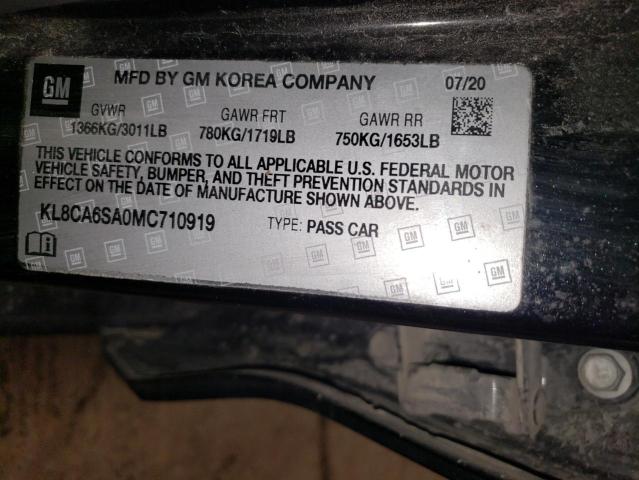 GM MFD BY GM KOREA COMPANY 07/20
GVWR GAWR FRT GAWR RR
1366KG/3011LB 780KG/1719LB 750KG/1653LB
THIS VEHICLE CONFORMS TO ALL APPLICABLE U.S. FEDERAL MOTOR
VEHICLE SAFETY, BUMPER, AND THEFT PREVENTION STANDARDS IN
EFFECT ON THE DATE OF MANUFACTURE SHOWN ABOVE.
KL8CA6SA0MC710919 TYPE: PASS CAR